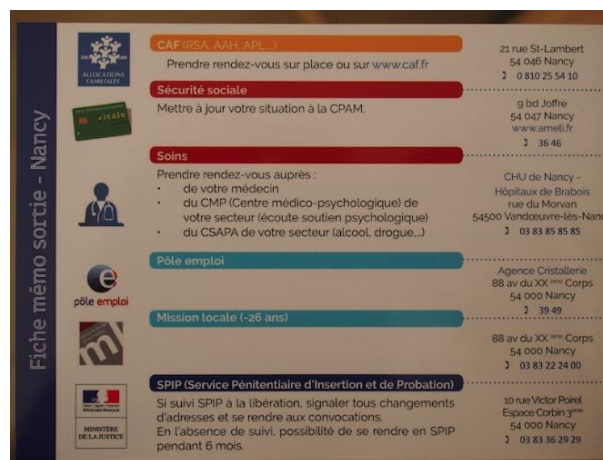 Fiche mémo sortie - Nancy
ALLOCATIONS
FAMILIALES
CAF (RSA, AAH, APL,...)
Prendre rendez-vous sur place ou sur www.caf.fr
21 rue St-Lambert
54 046 Nancy
0 810 25 54 10
vitale
Sécurité sociale
Mettre à jour votre situation à la CPAM.
9 bd Joffre
54 047 Nancy
www.ameli.fr
36 46
Soins
Prendre rendez-vous auprès :
• de votre médecin
• du CMP (Centre médico-psychologique) de
votre secteur (écoute soutien psychologique)
• du CSAPA de votre secteur (alcool, drogue,...)
CHU de Nancy -
Hôpitaux de Brabois
rue du Morvan
54500 Vandœuvre-lès-Nanc
03 83 85 85 85
pôle emploi
Pôle emploi
Agence Cristallerie
88 av du XX ème Corps
54 000 Nancy
39 49
Mission locale (-26 ans)
88 av du XX ème Corps
54 000 Nancy
03 83 22 24 00
MINISTÈRE
DE LA JUSTICE
SPIP (Service Pénitentiaire d'Insertion et de Probation)
Si suivi SPIP à la libération, signaler tous changements
d'adresses et se rendre aux convocations.
En l'absence de suivi, possibilité de se rendre en SPIP
pendant 6 mois.
10 rue Victor Poirel
Espace Corbin 3ème
54 000 Nancy
03 83 36 29 29